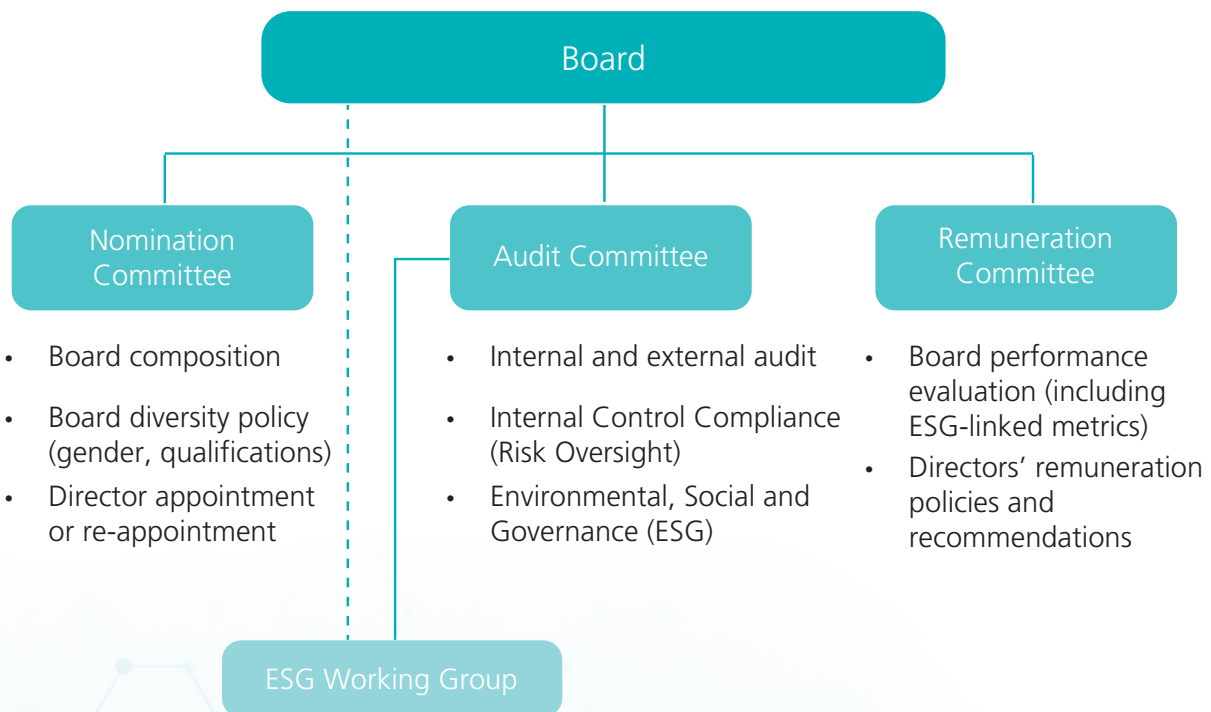 Board
Nomination
Committee
• Board composition
• Board diversity policy
(gender, qualifications)
• Director appointment
or re-appointment
Audit Committee
• Internal and external audit
• Internal Control Compliance
(Risk Oversight)
• Environmental, Social and
Governance (ESG)
Remuneration
Committee
• Board performance
evaluation (including
ESG-linked metrics)
• Directors’ remuneration
policies and
recommendations
ESG Working Group